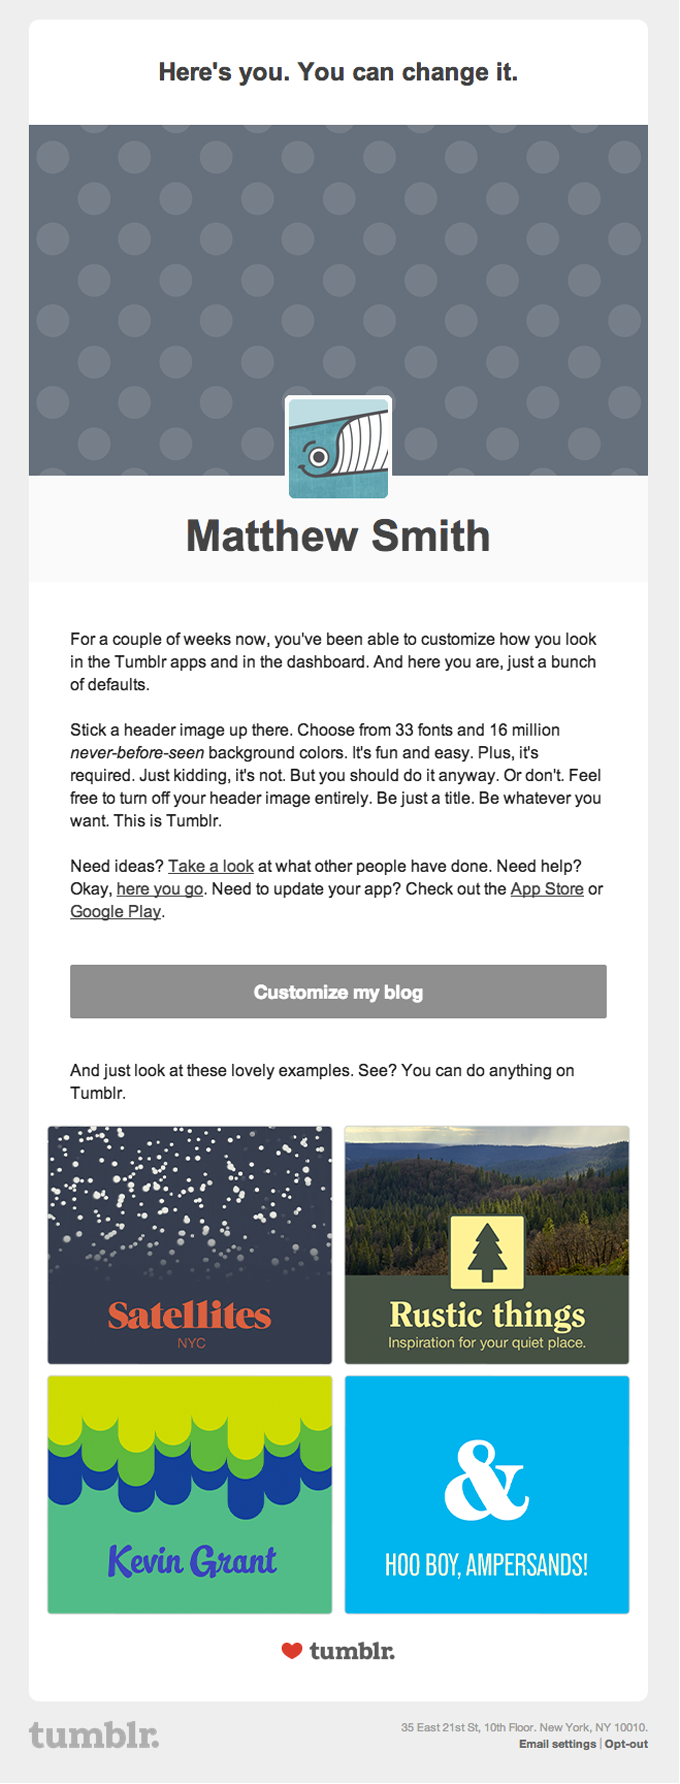 Here's you. You can change it.
Matthew Smith
For a couple of weeks now, you've been able to customize how you look
in the Tumblr apps and in the dashboard. And here you are, just a bunch
of defaults.
Stick a header image up there. Choose from 33 fonts and 16 million
never-before-seen background colors. It's fun and easy. Plus, it's
required. Just kidding, it's not. But you should do it anyway. Or don't. Feel
free to turn off your header image entirely. Be just a title. Be whatever you
want. This is Tumblr.
Need ideas? Take a look at what other people have done. Need help?
Okay, here you go. Need to update your app? Check out the App Store or
Google Play.
Customize my blog
And just look at these lovely examples. See? You can do anything on
Tumblr.
Satellites
NYC
Rustic things
Inspiration for your quiet place.
Kevin Grant
&
HOO BOY, AMPERSANDS!
tumblr.
tumblr.
35 East 21st St, 10th Floor. New York, NY 10010.
Email settings | Opt-out